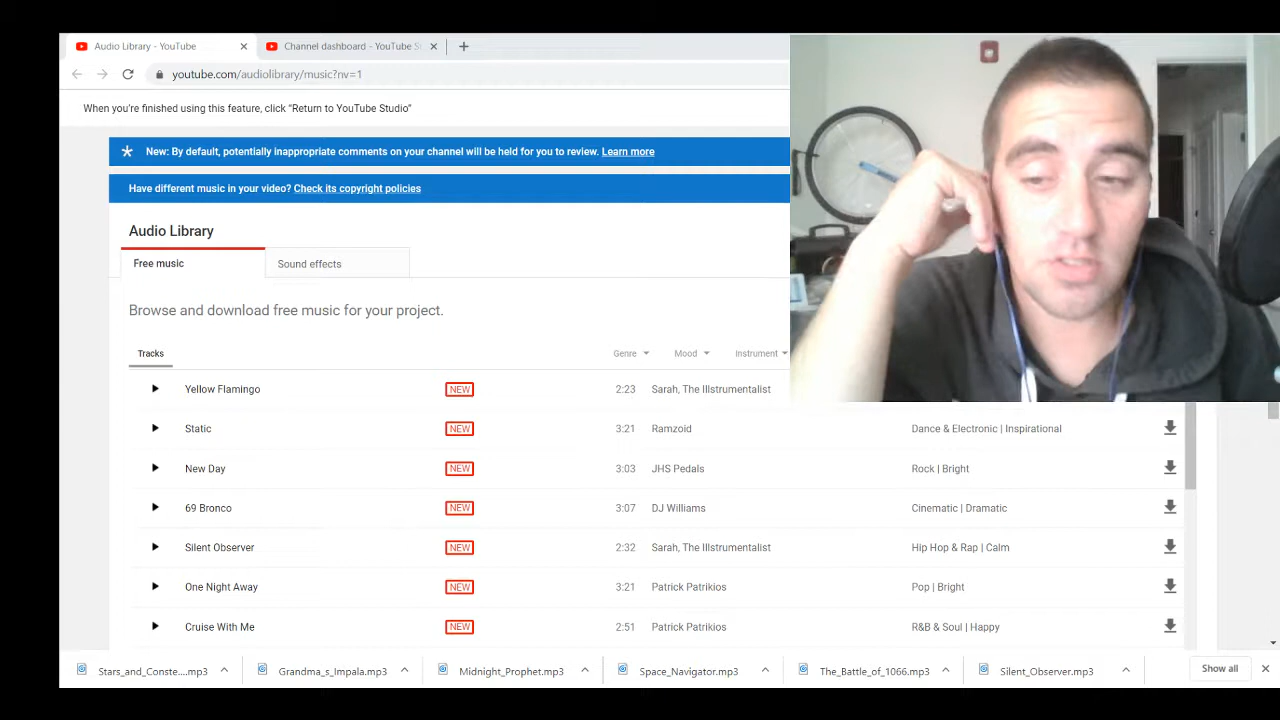 Audio Library - YouTube
Channel dashboard - YouTube St
youtube.com/audiolibrary/music?nv=1
When you're finished using this feature, click "Return to YouTube Studio"
New: By default, potentially inappropriate comments on your channel will be held for you to review. Learn more
Have different music in your video? Check its copyright policies
Audio Library
Free music Sound effects
Browse and download free music for your project.
Tracks Genre Mood Instrument
Yellow Flamingo NEW 2:23 Sarah, The Illstrumentalist
Static NEW 3:21 Ramzoid Dance & Electronic | Inspirational
New Day NEW 3:03 JHS Pedals Rock | Bright
69 Bronco NEW 3:07 DJ Williams Cinematic | Dramatic
Silent Observer NEW 2:32 Sarah, The Illstrumentalist Hip Hop & Rap | Calm
One Night Away NEW 3:21 Patrick Patrikios Pop | Bright
Cruise With Me NEW 2:51 Patrick Patrikios R&B & Soul | Happy
Stars_and_Conste....mp3 Grandma_s_Impala.mp3 Midnight_Prophet.mp3 Space_Navigator.mp3 The_Battle_of_1066.mp3 Silent_Observer.mp3 Show all